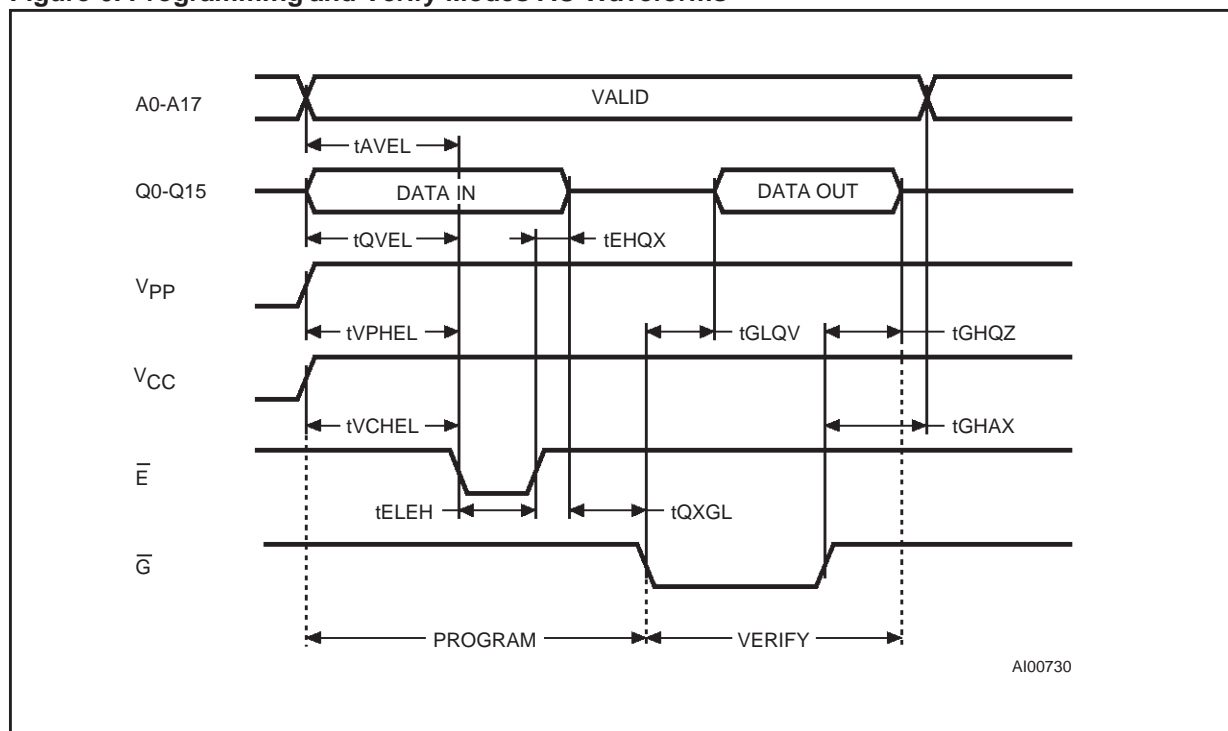 Figure Programming and Verify Modes AC Waveforms
A0-A17
VALID
tAVEL
Q0-Q15
DATA IN
DATA OUT
tQVEL
tEHQX
VPP
tVPHEL
tGLQV
tGHQZ
VCC
tVCHEL
tGHAX
E
tELEH
tQXGL
G
PROGRAM
VERIFY
AI00730